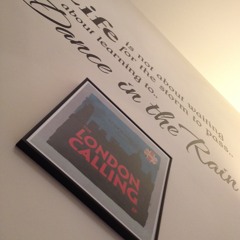 Life is not about waiting
for the storm to pass..
about learning to..
Dance in the Rain
LONDON
CALLING